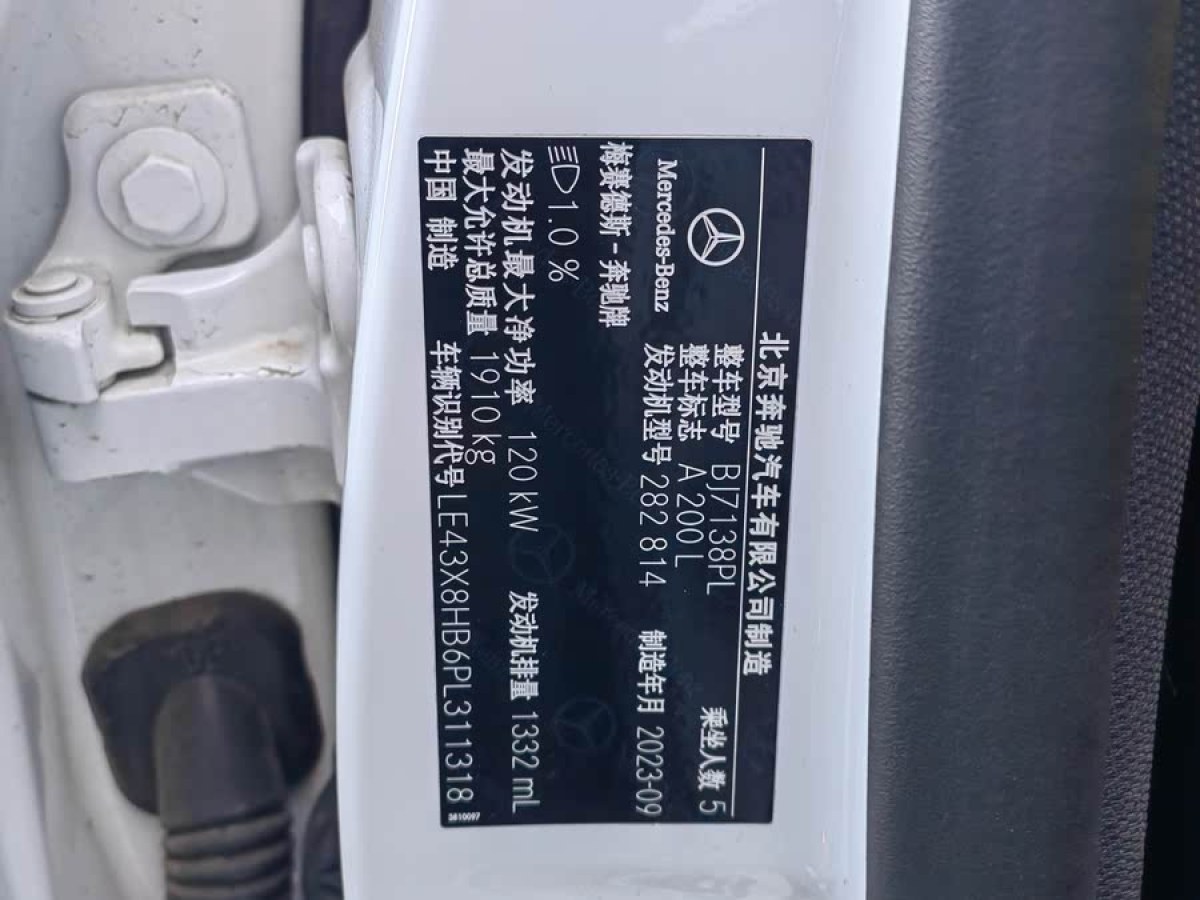 北京奔驰汽车有限公司制造
Mercedes-Benz
梅赛德斯-奔驰牌
整车型号 BJ7138PL 乘坐人数 5
整车标志 A 200 L
发动机型号 282 814 制造年月 2023-09
1.0%
发动机最大净功率 120 kW 发动机排量 1332 mL
最大允许总质量 1910 kg
中国 制造 车辆识别代号 LE43X8HB6PL311318
3810097